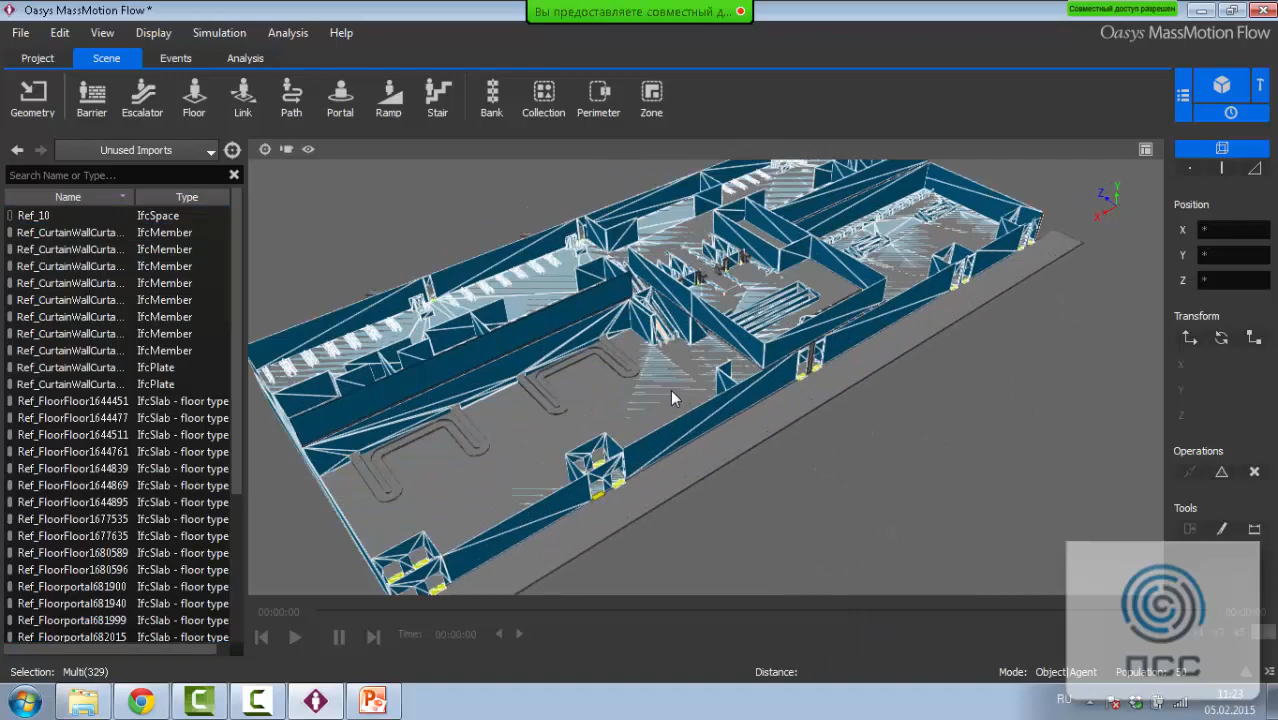 Oasys MassMotion Flow *
Вы предоставляете совместный д...
Совместный доступ разрешен
File Edit View Display Simulation Analysis Help
Oasys MassMotion Flow
Project Scene Events Analysis
Geometry Barrier Escalator Floor Link Path Portal Ramp Stair Bank Collection Perimeter Zone
Unused Imports
Search Name or Type...
Name Type
Ref_10 IfcSpace
Ref_CurtainWallCurta... IfcMember
Ref_CurtainWallCurta... IfcMember
Ref_CurtainWallCurta... IfcMember
Ref_CurtainWallCurta... IfcMember
Ref_CurtainWallCurta... IfcMember
Ref_CurtainWallCurta... IfcMember
Ref_CurtainWallCurta... IfcMember
Ref_CurtainWallCurta... IfcMember
Ref_CurtainWallCurta... IfcPlate
Ref_CurtainWallCurta... IfcPlate
Ref_FloorFloor1644451 IfcSlab - floor type
Ref_FloorFloor1644477 IfcSlab - floor type
Ref_FloorFloor1644511 IfcSlab - floor type
Ref_FloorFloor1644761 IfcSlab - floor type
Ref_FloorFloor1644839 IfcSlab - floor type
Ref_FloorFloor1644869 IfcSlab - floor type
Ref_FloorFloor1644895 IfcSlab - floor type
Ref_FloorFloor1677535 IfcSlab - floor type
Ref_FloorFloor1677635 IfcSlab - floor type
Ref_FloorFloor1680589 IfcSlab - floor type
Ref_FloorFloor1680596 IfcSlab - floor type
Ref_Floorportal681900 IfcSlab - floor type
Ref_Floorportal681940 IfcSlab - floor type
Ref_Floorportal681999 IfcSlab - floor type
Ref_Floorportal682015 IfcSlab - floor type
Z Y X
Position
X *
Y *
Z *
Transform
X
Y
Z
Operations
Tools
00:00:00 00:00:00
Time: 00:00:00
Selection: Multi(329) Distance: Mode: Object|Agent Population:
ПСС
RU 11:23
05.02.2015